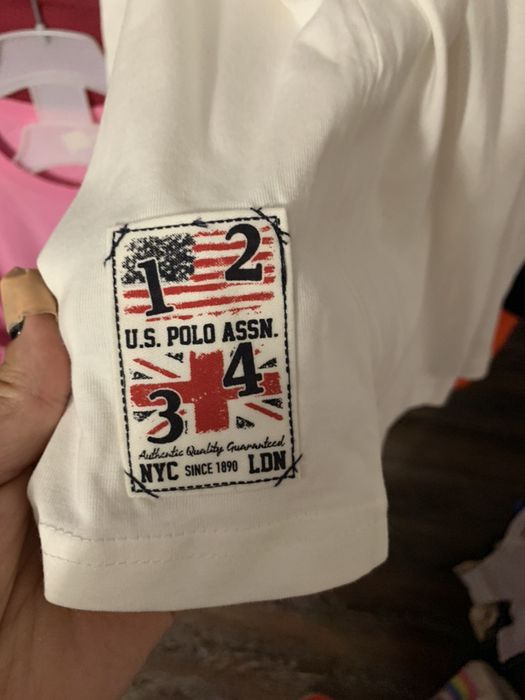 1 2
U.S. POLO ASSN.
3 4
Authentic Quality Guaranteed
NYC SINCE 1890 LDN